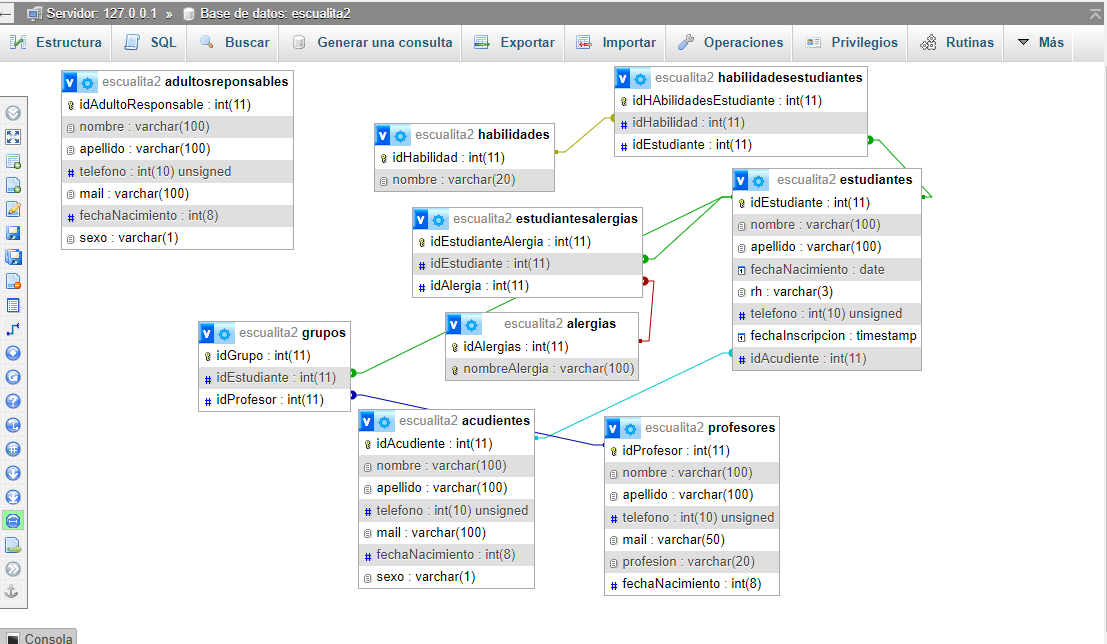 Servidor: 127.0.0.1 » Base de datos: escualita2
Estructura SQL Buscar Generar una consulta Exportar Importar Operaciones Privilegios Rutinas Más
escualita2 adultosreponsables
idAdultoResponsable : int(11)
nombre : varchar(100)
apellido : varchar(100)
telefono : int(10) unsigned
mail : varchar(100)
fechaNacimiento : int(8)
sexo : varchar(1)
escualita2 habilidades
idHabilidad : int(11)
nombre : varchar(20)
escualita2 habilidadesestudiantes
idHAbilidadesEstudiante : int(11)
idHabilidad : int(11)
idEstudiante : int(11)
escualita2 estudiantes
idEstudiante : int(11)
nombre : varchar(100)
apellido : varchar(100)
fechaNacimiento : date
rh : varchar(3)
telefono : int(10) unsigned
fechaInscripcion : timestamp
idAcudiente : int(11)
escualita2 estudiantesalergias
idEstudianteAlergia : int(11)
idEstudiante : int(11)
idAlergia : int(11)
escualita2 alergias
idAlergias : int(11)
nombreAlergia : varchar(100)
escualita2 grupos
idGrupo : int(11)
idEstudiante : int(11)
idProfesor : int(11)
escualita2 acudientes
idAcudiente : int(11)
nombre : varchar(100)
apellido : varchar(100)
telefono : int(10) unsigned
mail : varchar(100)
fechaNacimiento : int(8)
sexo : varchar(1)
escualita2 profesores
idProfesor : int(11)
nombre : varchar(100)
apellido : varchar(100)
telefono : int(10) unsigned
mail : varchar(50)
profesion : varchar(20)
fechaNacimiento : int(8)
Consola